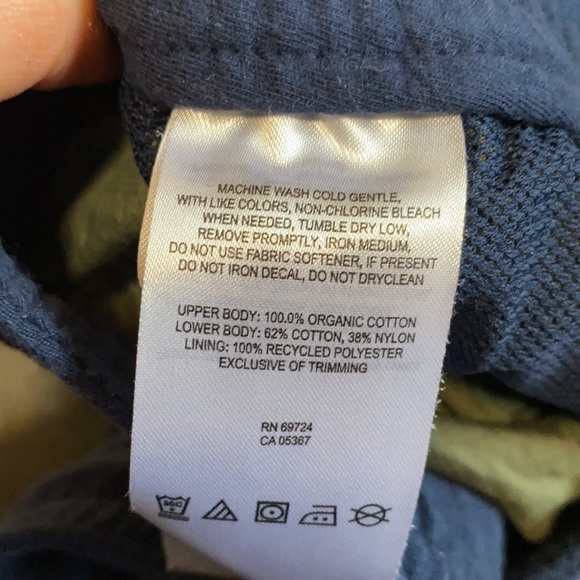 MACHINE WASH COLD GENTLE,
WITH LIKE COLORS, NON-CHLORINE BLEACH
WHEN NEEDED, TUMBLE DRY LOW,
REMOVE PROMPTLY, IRON MEDIUM,
DO NOT USE FABRIC SOFTENER, IF PRESENT
DO NOT IRON DECAL, DO NOT DRYCLEAN
UPPER BODY: 100.0% ORGANIC COTTON
LOWER BODY: 62% COTTON, 38% NYLON
LINING: 100% RECYCLED POLYESTER
EXCLUSIVE OF TRIMMING
RN 69724
CA 05367